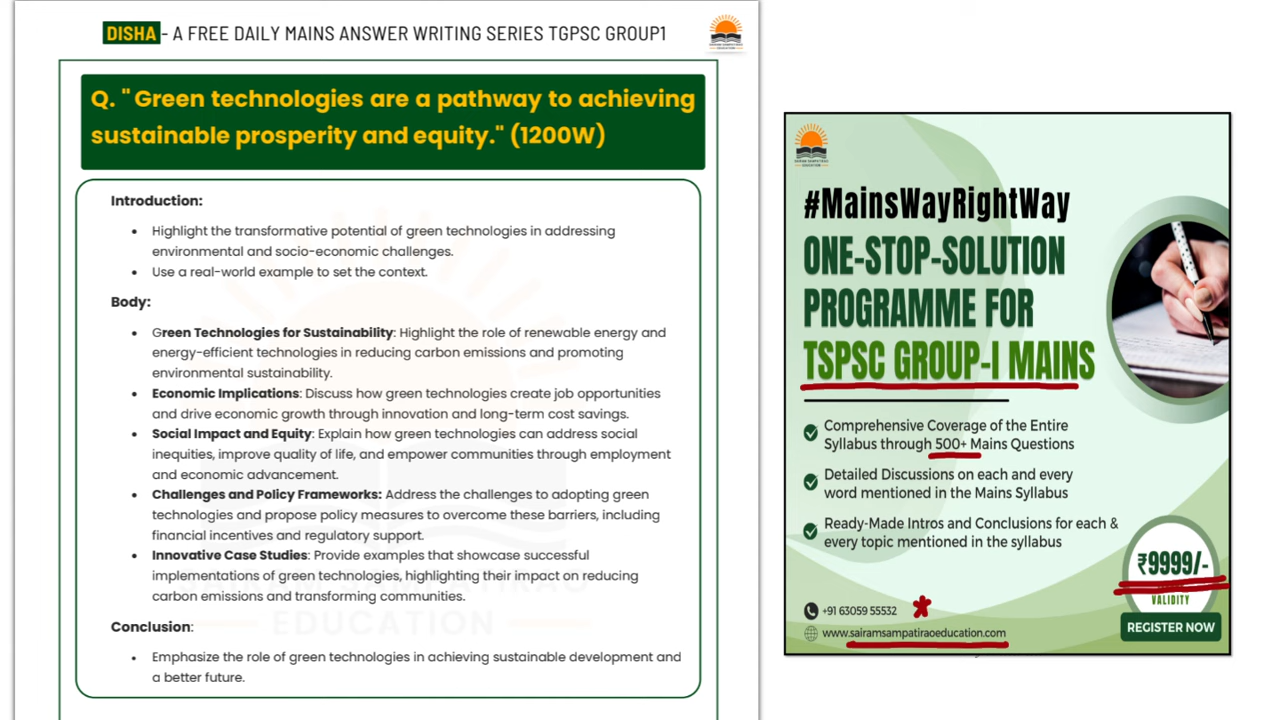 DISHA - A FREE DAILY MAINS ANSWER WRITING SERIES TGPSC GROUP1
Q. " Green technologies are a pathway to achieving
sustainable prosperity and equity." (1200W)
Introduction:
• Highlight the transformative potential of green technologies in addressing
environmental and socio-economic challenges.
• Use a real-world example to set the context.
Body:
• Green Technologies for Sustainability: Highlight the role of renewable energy and
energy-efficient technologies in reducing carbon emissions and promoting
environmental sustainability.
• Economic Implications: Discuss how green technologies create job opportunities
and drive economic growth through innovation and long-term cost savings.
• Social Impact and Equity: Explain how green technologies can address social
inequities, improve quality of life, and empower communities through employment
and economic advancement.
• Challenges and Policy Frameworks: Address the challenges to adopting green
technologies and propose policy measures to overcome these barriers, including
financial incentives and regulatory support.
• Innovative Case Studies: Provide examples that showcase successful
implementations of green technologies, highlighting their impact on reducing
carbon emissions and transforming communities.
EDUCATION
Conclusion:
• Emphasize the role of green technologies in achieving sustainable development and
a better future.
#MainsWayRightWay
ONE-STOP-SOLUTION
PROGRAMME FOR
TSPSC GROUP-I MAINS
Comprehensive Coverage of the Entire
Syllabus through 500+ Mains Questions
Detailed Discussions on each and every
word mentioned in the Mains Syllabus
Ready-Made Intros and Conclusions for each &
every topic mentioned in the syllabus
₹9999/-
VALIDITY
+91 63059 55532
www.sairamsampatiraoeducation.com
REGISTER NOW